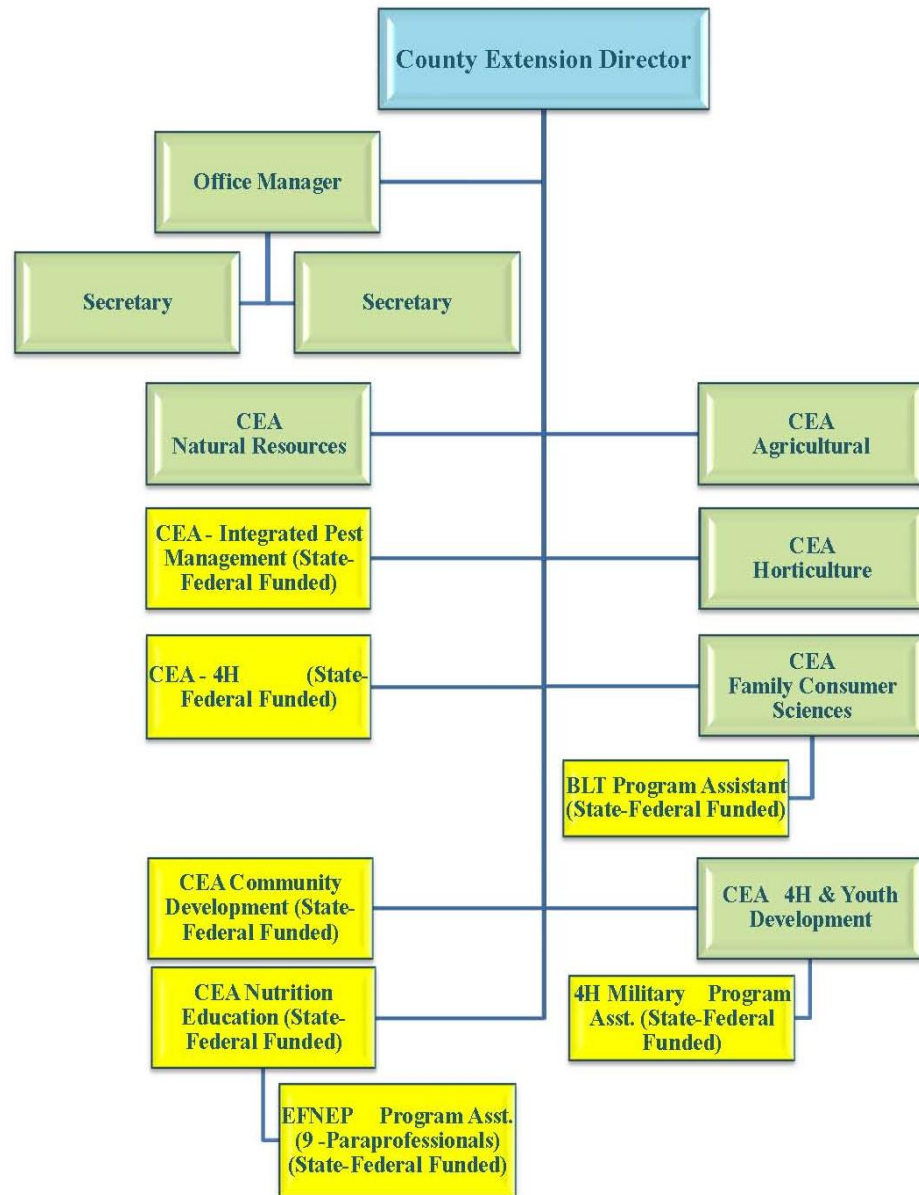 County Extension Director
Office Manager
Secretary
Secretary
CEA
Natural Resources
CEA
Agricultural
CEA - Integrated Pest
Management (State-
Federal Funded)
CEA
Horticulture
CEA - 4H (State-
Federal Funded)
CEA
Family Consumer
Sciences
BLT Program Assistant
(State-Federal Funded)
CEA Community
Development (State-
Federal Funded)
CEA 4H & Youth
Development
CEA Nutrition
Education (State-
Federal Funded)
4H Military Program
Asst. (State-Federal
Funded)
EFNEP Program Asst.
(9 -Paraprofessionals)
(State-Federal Funded)